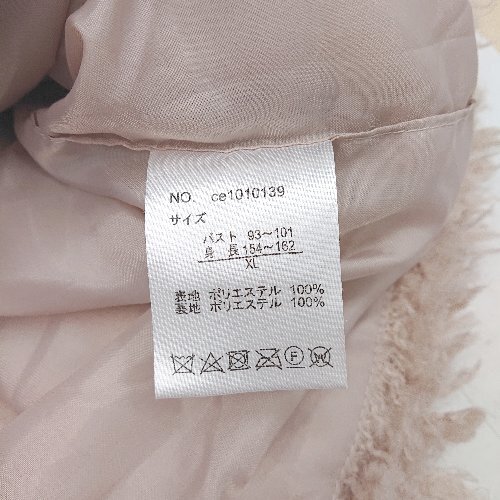 NO. ce1010139
サイズ
バスト 93～101
身 長 154～162
XL
表地 ポリエステル 100%
裏地 ポリエステル 100%
F
W